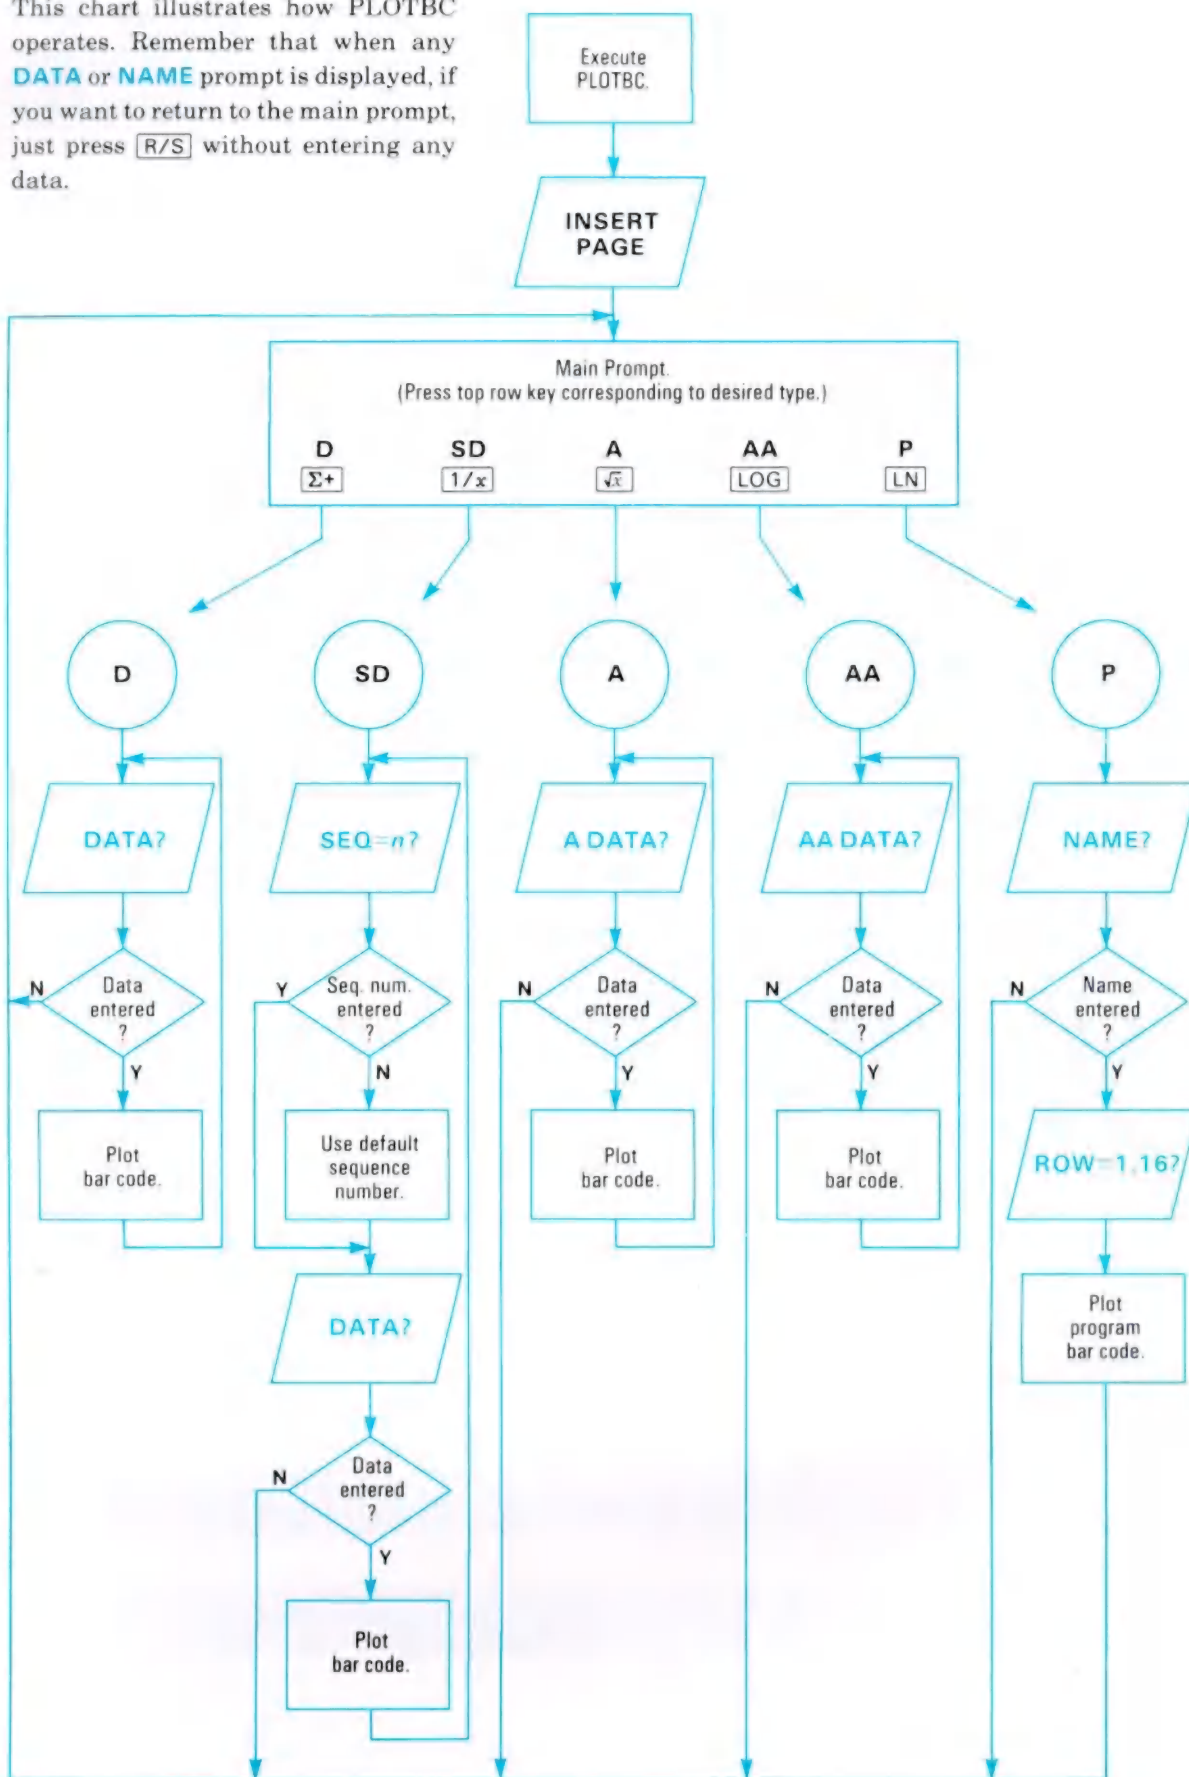 This chart illustrates how PLOTBC
operates. Remember that when any
DATA or NAME prompt is displayed, if
you want to return to the main prompt,
just press R/S without entering any
data.
Execute
PLOTBC.
INSERT
PAGE
Main Prompt.
(Press top row key corresponding to desired type.)
D SD A AA P
Σ+ 1/x √x LOG LN
D SD A AA P
DATA? SEQ=n? A DATA? AA DATA? NAME?
N
Data
entered
?
Y
Plot
bar code.
Y
Seq. num.
entered
?
N
Use default
sequence
number.
DATA?
N
Data
entered
?
Y
Plot
bar code.
N
Data
entered
?
Y
Plot
bar code.
N
Data
entered
?
Y
Plot
bar code.
N
Name
entered
?
Y
ROW=1,16?
Plot
program
bar code.